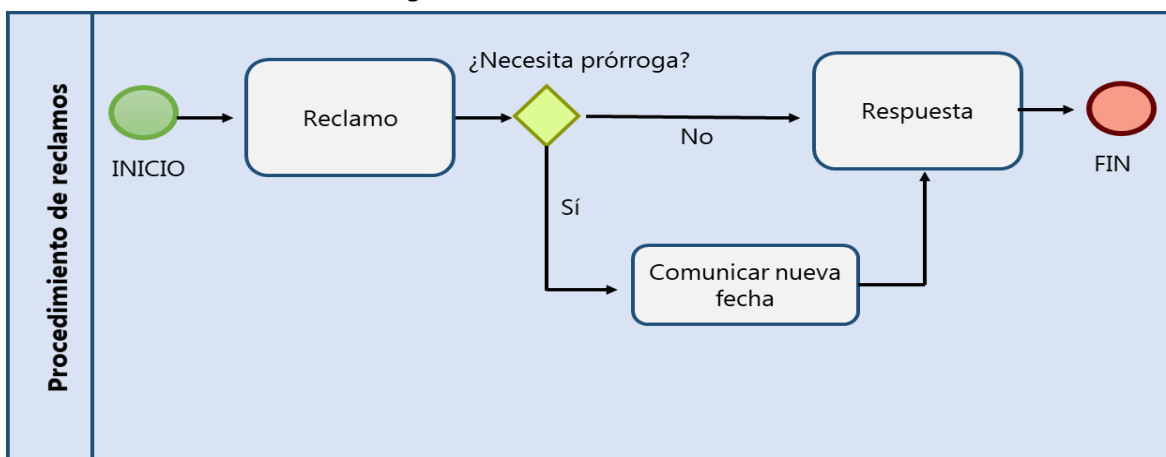 Procedimiento de reclamos
INICIO
Reclamo
¿Necesita prórroga?
No
Sí
Comunicar nueva
fecha
Respuesta
FIN